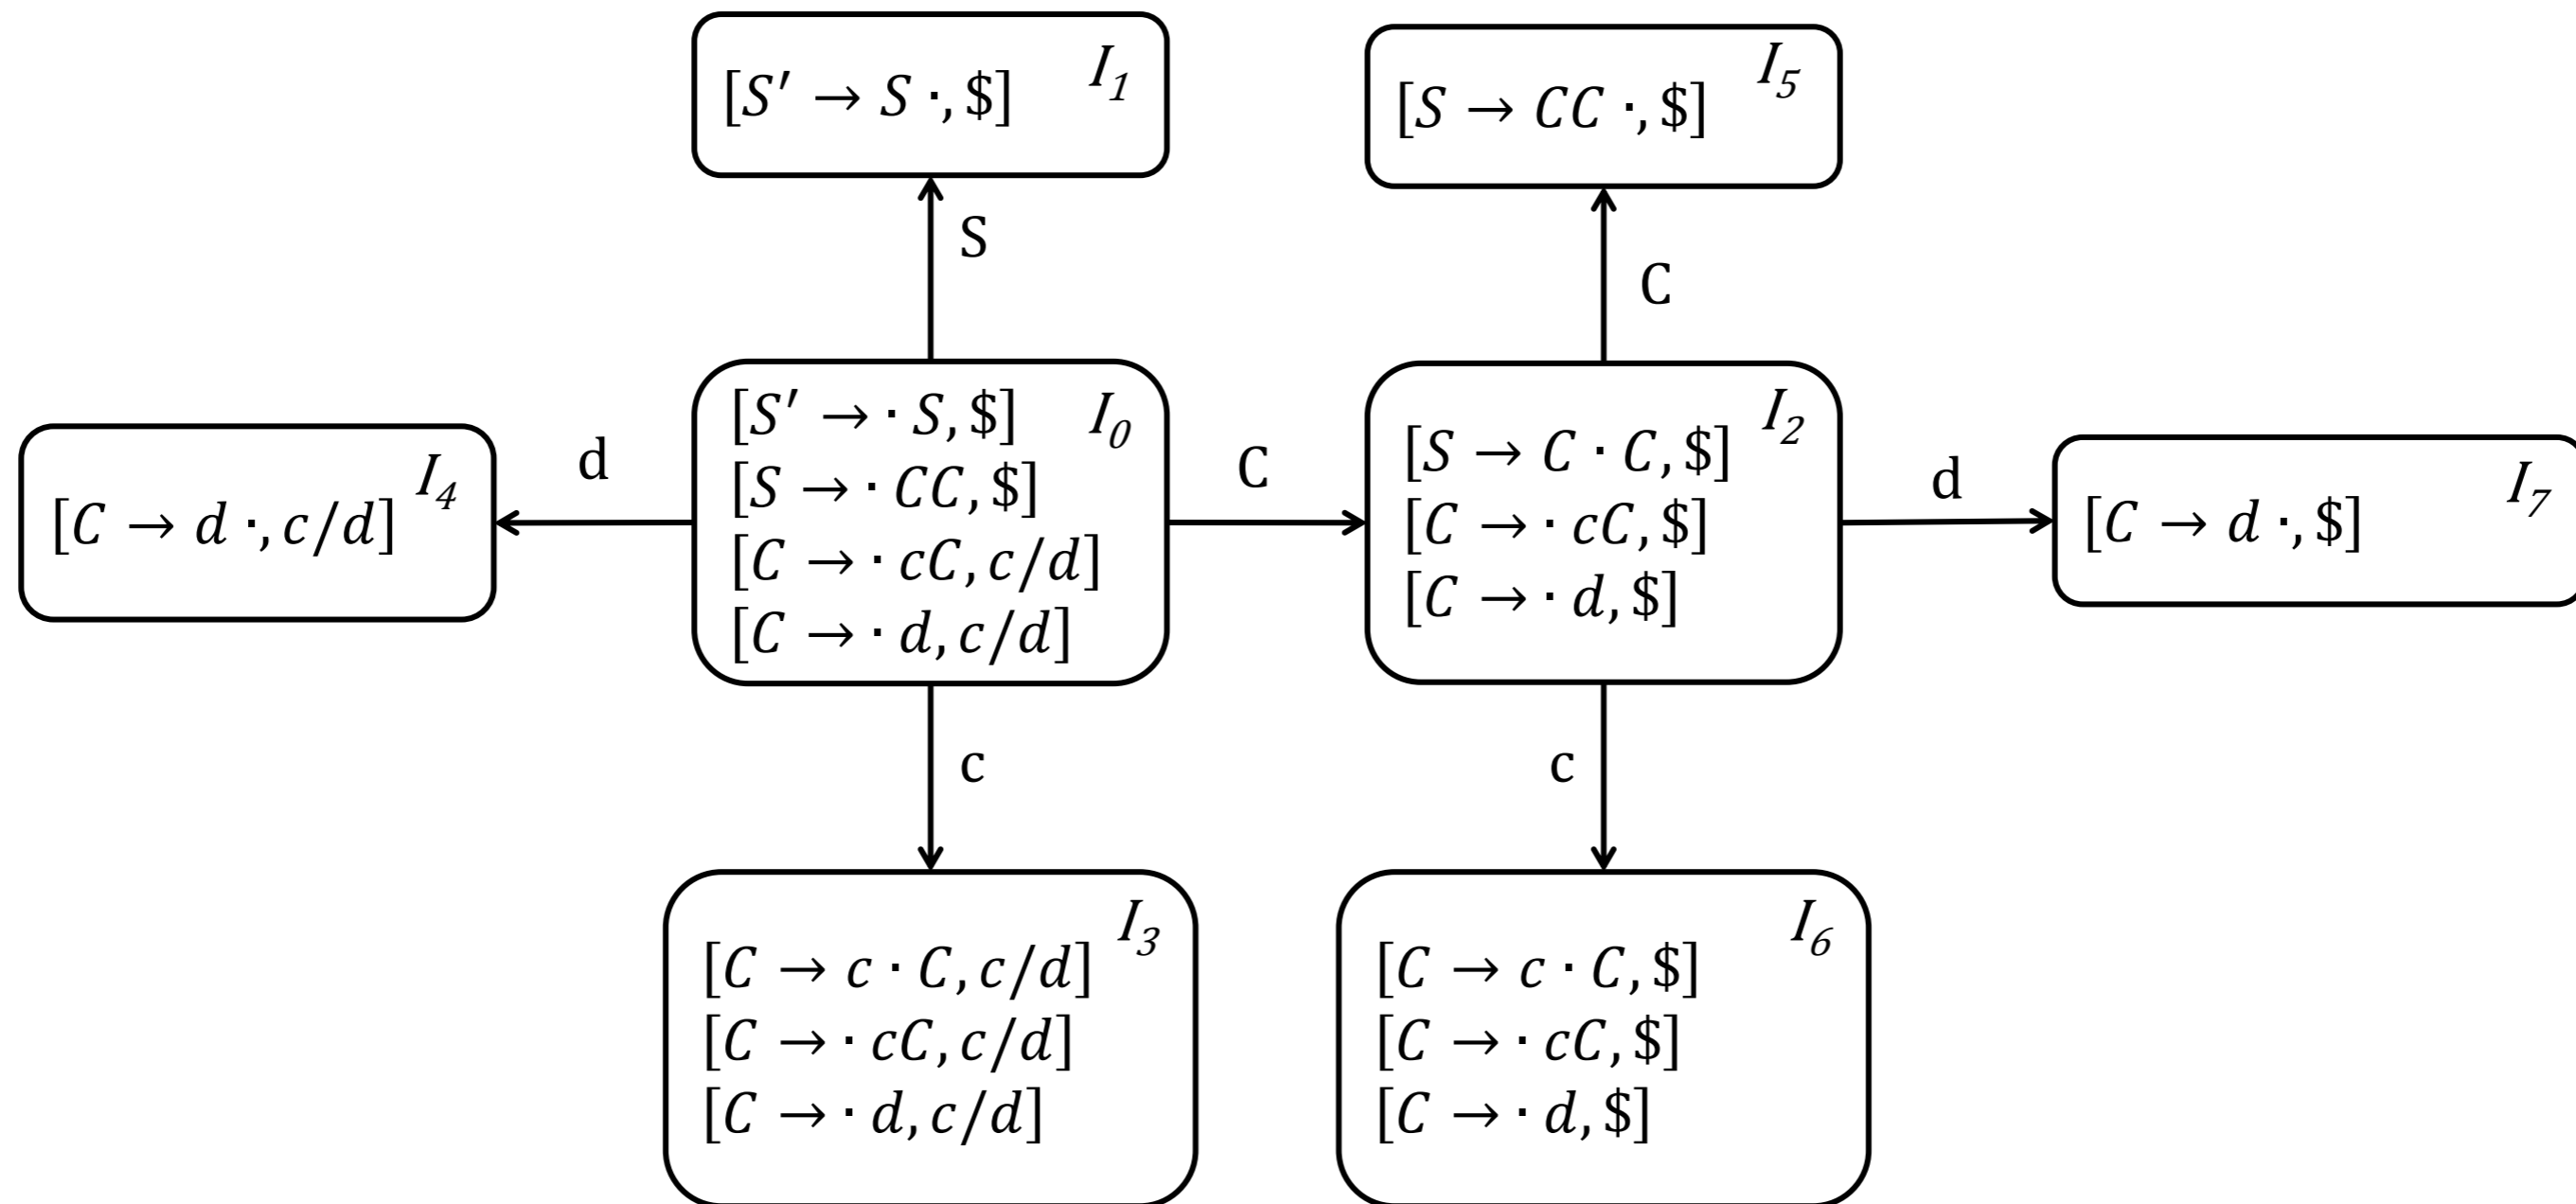 [S′ → S ·, $] I₁
[S → CC ·, $] I₅
S
C
[S′ → · S, $] I₀
[S → · CC, $]
[C → · cC, c/d]
[C → · d, c/d]
C
[S → C · C, $] I₂
[C → · cC, $]
[C → · d, $]
d
[C → d ·, c/d] I₄
d
[C → d ·, $] I₇
c
c
[C → c · C, c/d] I₃
[C → · cC, c/d]
[C → · d, c/d]
[C → c · C, $] I₆
[C → · cC, $]
[C → · d, $]